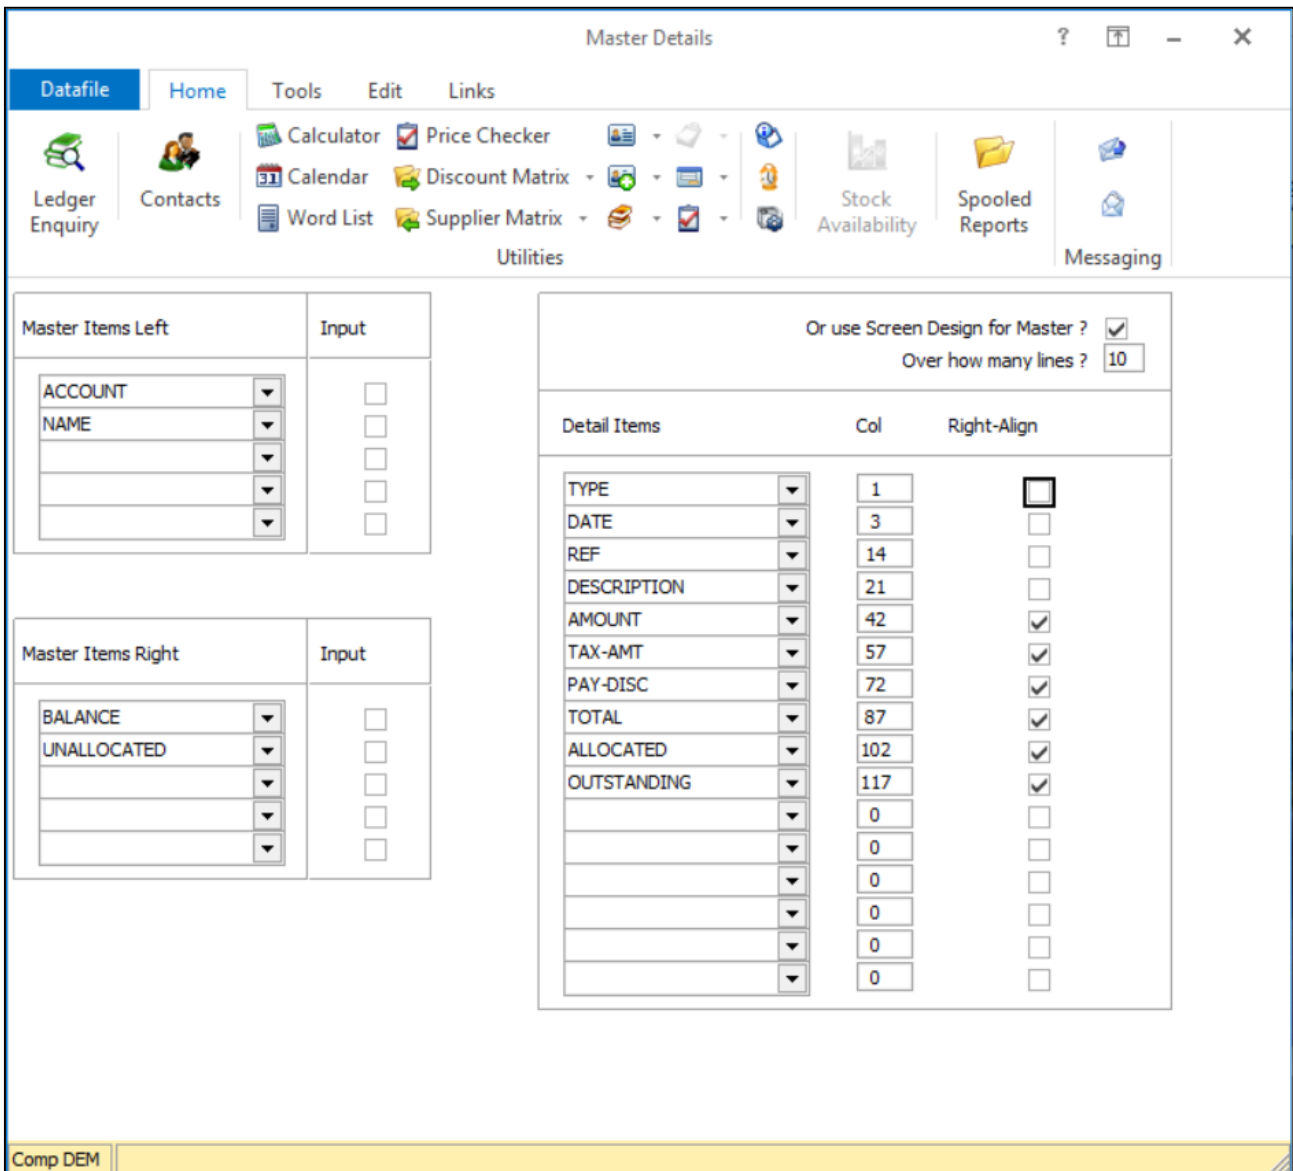 Master Details
?
Datafile Home Tools Edit Links
Calculator Price Checker
31 Calendar Discount Matrix
Word List Supplier Matrix
Ledger Enquiry
Contacts
Stock Availability
Spooled Reports
Utilities
Messaging
Master Items Left Input
ACCOUNT
NAME
Master Items Right Input
BALANCE
UNALLOCATED
Or use Screen Design for Master ?
Over how many lines ? 10
Detail Items Col Right-Align
TYPE 1
DATE 3
REF 14
DESCRIPTION 21
AMOUNT 42
TAX-AMT 57
PAY-DISC 72
TOTAL 87
ALLOCATED 102
OUTSTANDING 117
0
0
0
0
0
0
Comp DEM